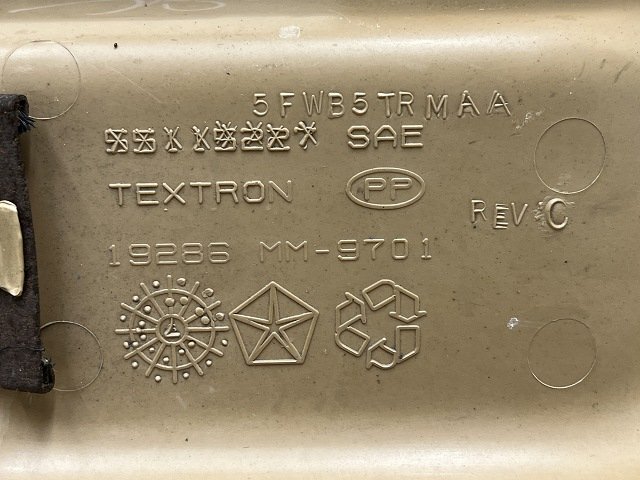 5FWB5TRMAA
SAE
TEXTRON PP
REV C
19286 MM-9701